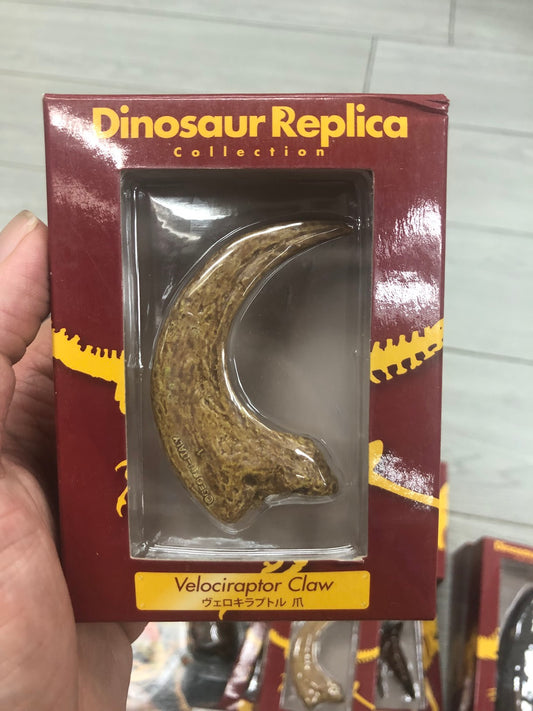 Dinosaur Replica
Collection
Velociraptor Claw
ヴェロキラプトル 爪